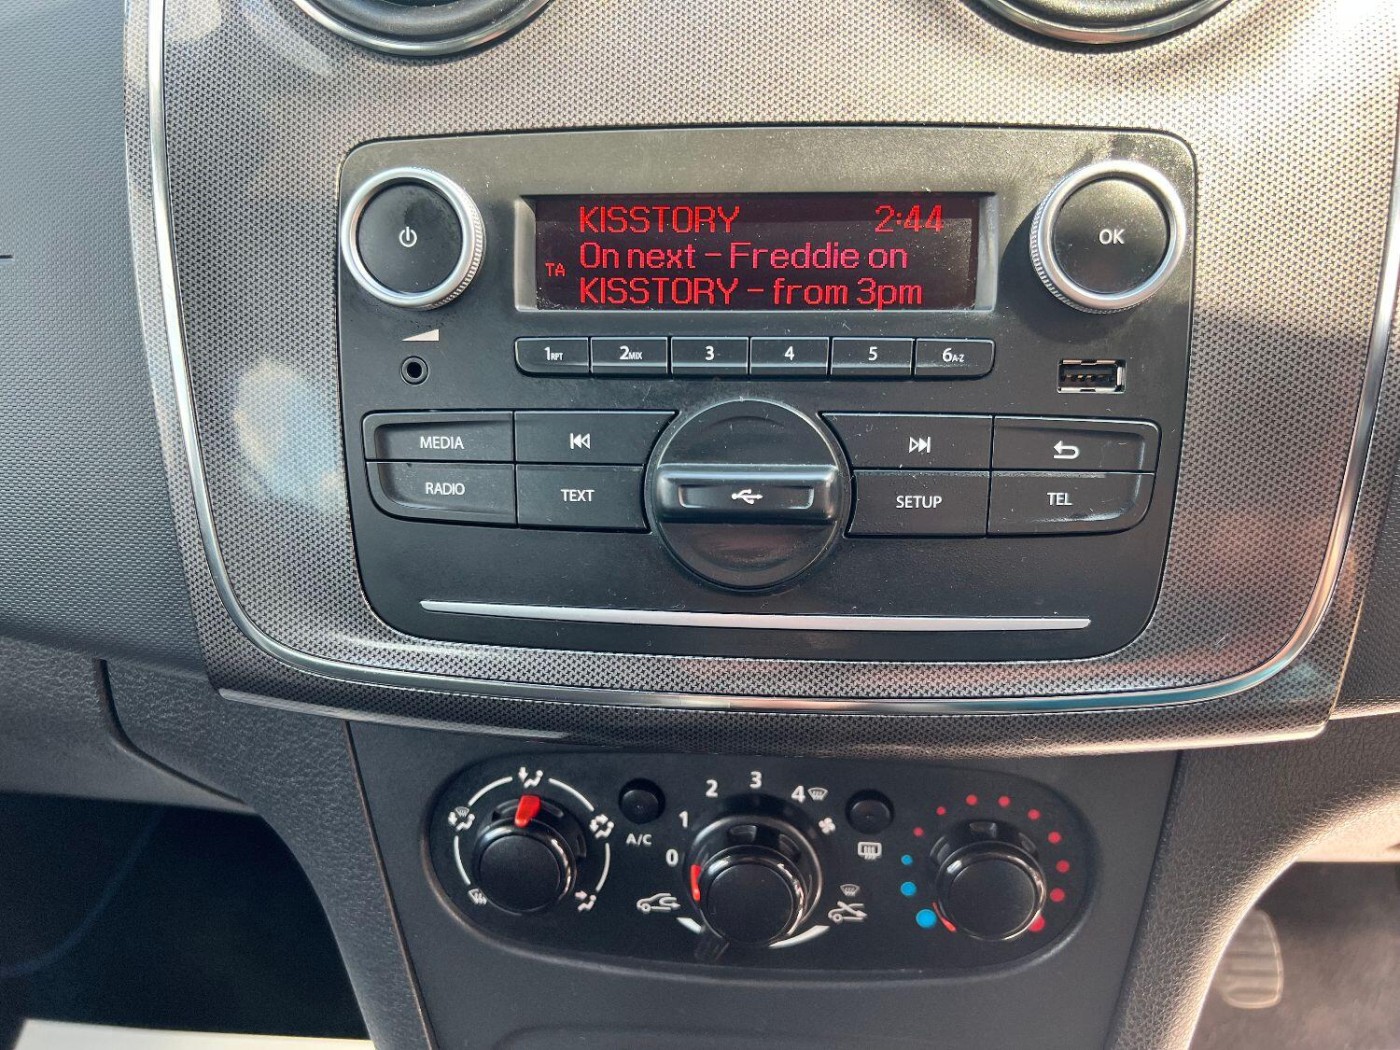 KISSTORY 2:44
On next - Freddie on
TA
KISSTORY - from 3pm
OK
1RPT 2MIX 3 4 5 6A-Z
MEDIA
RADIO
TEXT
SETUP
TEL
0 1 2 3 4
A/C